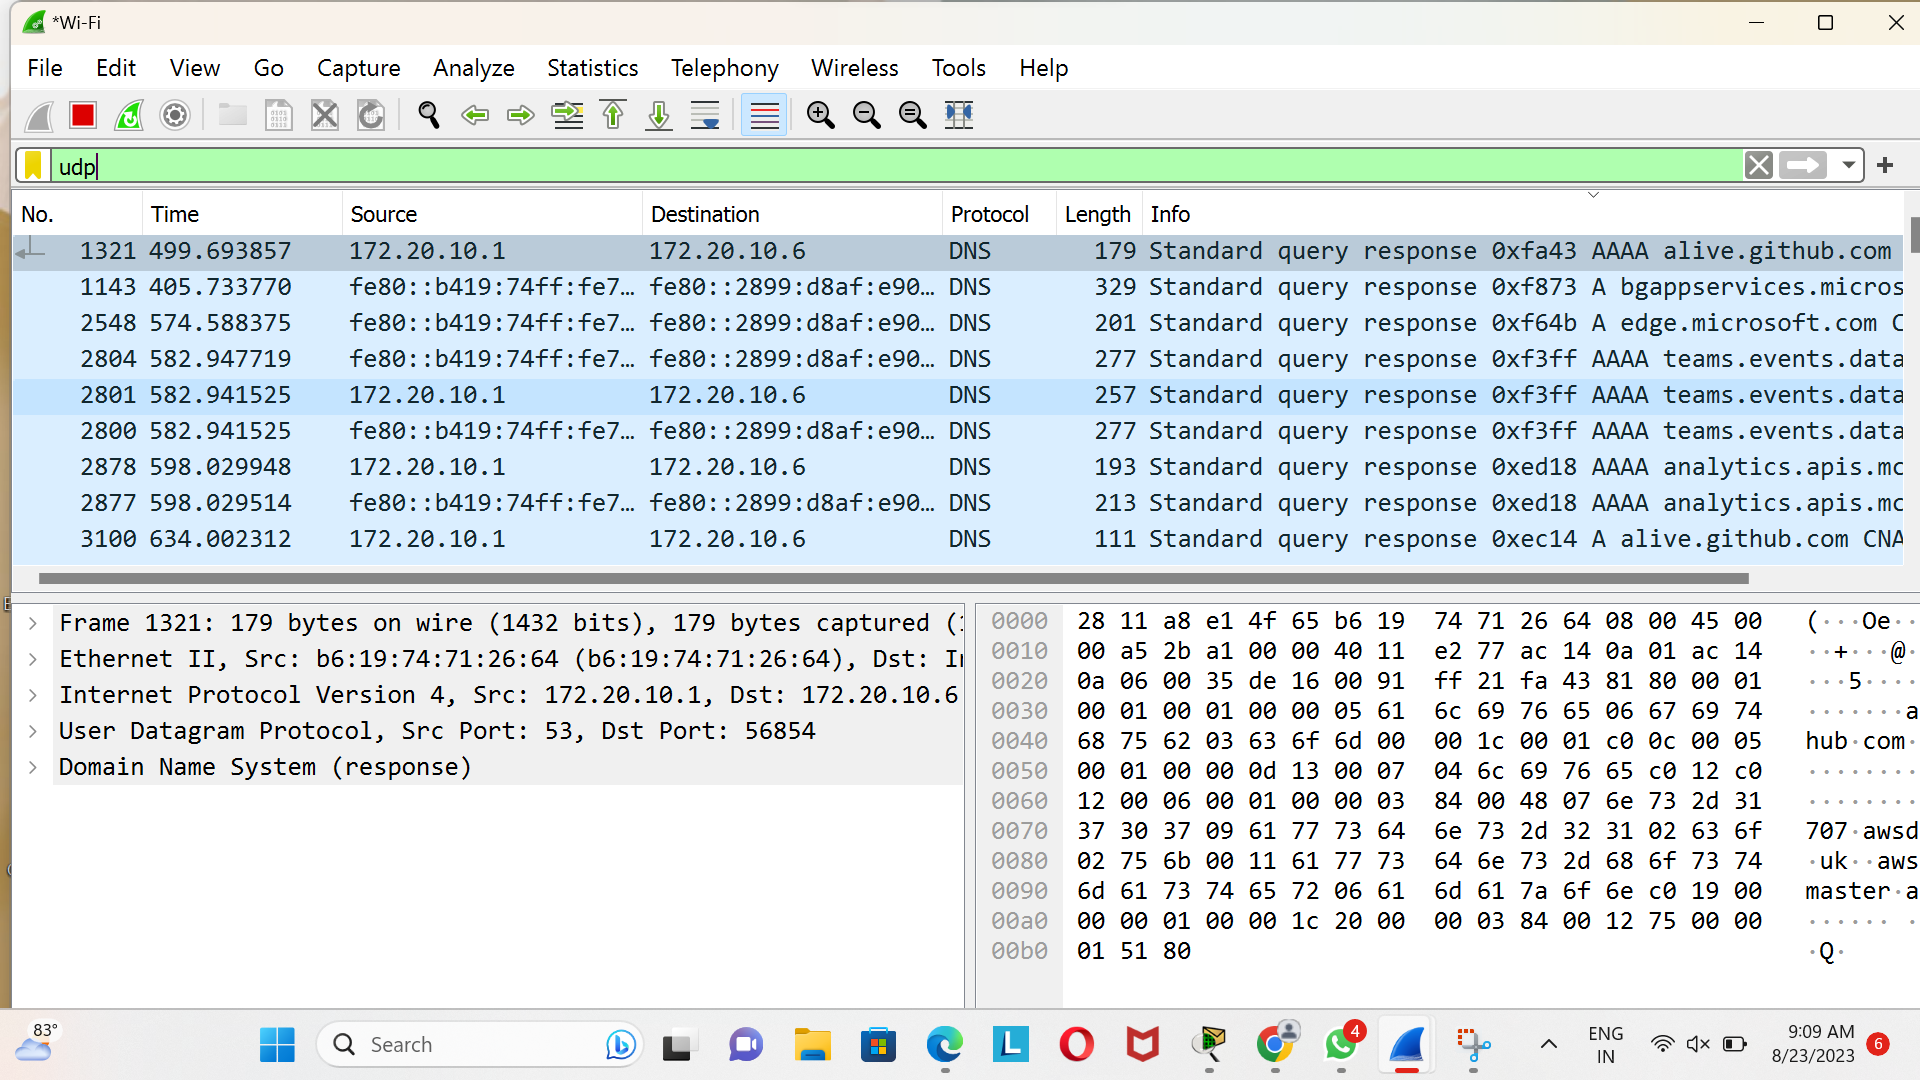 *Wi-Fi
File Edit View Go Capture Analyze Statistics Telephony Wireless Tools Help
udp
No. Time Source Destination Protocol Length Info
1321 499.693857 172.20.10.1 172.20.10.6 DNS 179 Standard query response 0xfa43 AAAA alive.github.com
1143 405.733770 fe80::b419:74ff:fe7… fe80::2899:d8af:e90… DNS 329 Standard query response 0xf873 A bgappservices.micros
2548 574.588375 fe80::b419:74ff:fe7… fe80::2899:d8af:e90… DNS 201 Standard query response 0xf64b A edge.microsoft.com C
2804 582.947719 fe80::b419:74ff:fe7… fe80::2899:d8af:e90… DNS 277 Standard query response 0xf3ff AAAA teams.events.data
2801 582.941525 172.20.10.1 172.20.10.6 DNS 257 Standard query response 0xf3ff AAAA teams.events.data
2800 582.941525 fe80::b419:74ff:fe7… fe80::2899:d8af:e90… DNS 277 Standard query response 0xf3ff AAAA teams.events.data
2878 598.029948 172.20.10.1 172.20.10.6 DNS 193 Standard query response 0xed18 AAAA analytics.apis.mc
2877 598.029514 fe80::b419:74ff:fe7… fe80::2899:d8af:e90… DNS 213 Standard query response 0xed18 AAAA analytics.apis.mc
3100 634.002312 172.20.10.1 172.20.10.6 DNS 111 Standard query response 0xec14 A alive.github.com CNA
Frame 1321: 179 bytes on wire (1432 bits), 179 bytes captured (1
Ethernet II, Src: b6:19:74:71:26:64 (b6:19:74:71:26:64), Dst: In
Internet Protocol Version 4, Src: 172.20.10.1, Dst: 172.20.10.6
User Datagram Protocol, Src Port: 53, Dst Port: 56854
Domain Name System (response)
0000 28 11 a8 e1 4f 65 b6 19 74 71 26 64 08 00 45 00 (···Oe··
0010 00 a5 2b a1 00 00 40 11 e2 77 ac 14 0a 01 ac 14 ··+···@·
0020 0a 06 00 35 de 16 00 91 ff 21 fa 43 81 80 00 01 ···5····
0030 00 01 00 01 00 00 05 61 6c 69 76 65 06 67 69 74 ·······a
0040 68 75 62 03 63 6f 6d 00 00 1c 00 01 c0 0c 00 05 hub·com·
0050 00 01 00 00 0d 13 00 07 04 6c 69 76 65 c0 12 c0 ········
0060 12 00 06 00 01 00 00 03 84 00 48 07 6e 73 2d 31 ········
0070 37 30 37 09 61 77 73 64 6e 73 2d 32 31 02 63 6f 707·awsd
0080 02 75 6b 00 11 61 77 73 64 6e 73 2d 68 6f 73 74 ·uk··aws
0090 6d 61 73 74 65 72 06 61 6d 61 7a 6f 6e c0 19 00 master·a
00a0 00 00 01 00 00 1c 20 00 00 03 84 00 12 75 00 00 ······ ·
00b0 01 51 80 ·Q·
83°
Search
4
ENG
IN
9:09 AM
8/23/2023
6